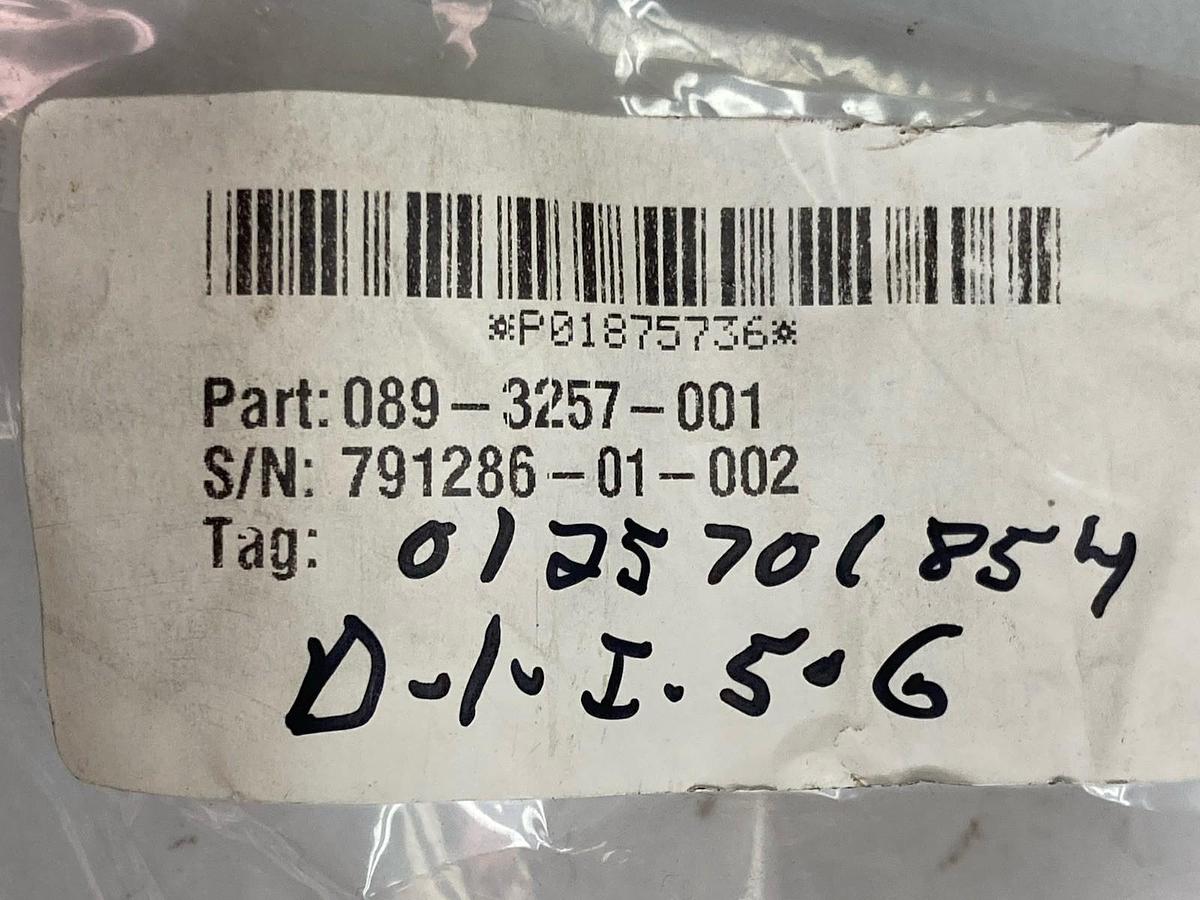 *P01875736*
Part: 089-3257-001
S/N: 791286-01-002
Tag: 0125701854
D-1-I.5.6